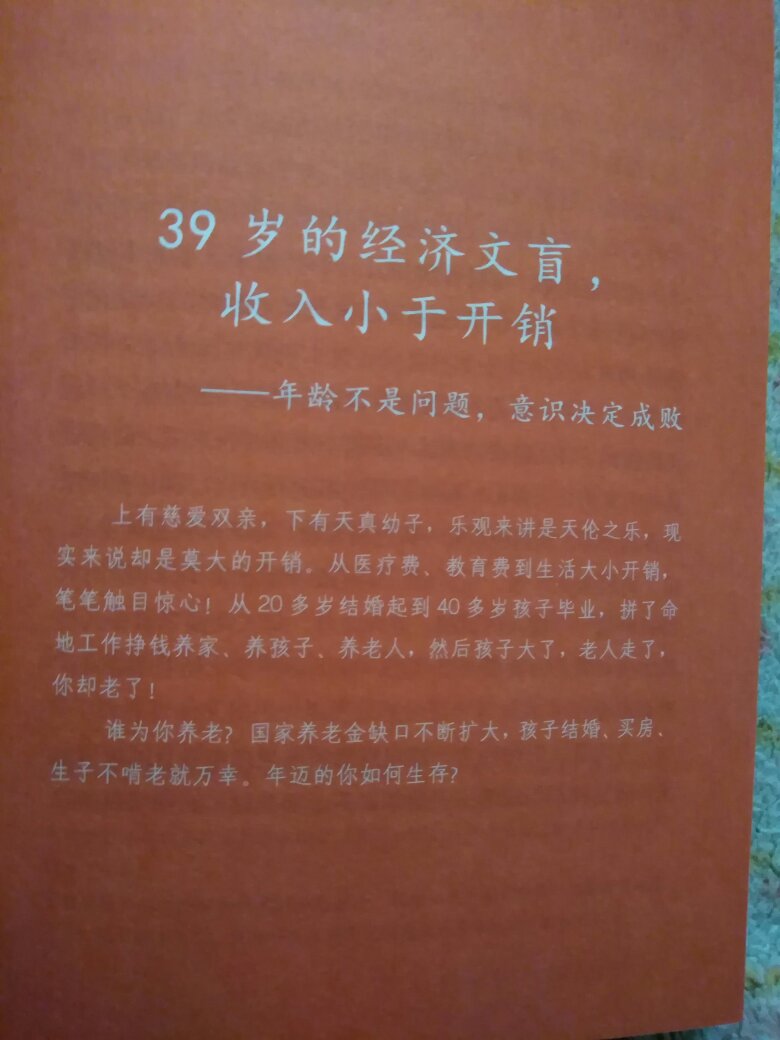 39 岁的经济文盲，
收入小于开销
——年龄不是问题，意识决定成败
上有慈爱双亲，下有天真幼子，乐观来讲是天伦之乐，现
实来说却是莫大的开销。从医疗费、教育费到生活大小开销，
笔笔触目惊心！从 20 多岁结婚起到 40 多岁孩子毕业，拼了命
地工作挣钱养家、养孩子、养老人，然后孩子大了，老人走了，
你却老了！
谁为你养老？国家养老金缺口不断扩大，孩子结婚、买房、
生子不啃老就万幸。年迈的你如何生存？